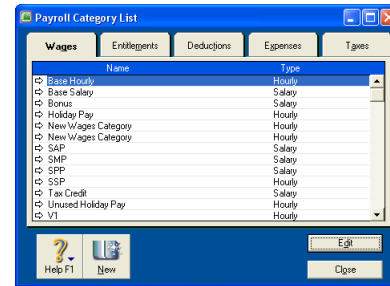 Payroll Category List
Wages Entitlements Deductions Expenses Taxes
Name Type
Base Hourly Hourly
Base Salary Salary
Bonus Salary
Holiday Pay Hourly
New Wages Category Hourly
New Wages Category Hourly
SAP Salary
SMP Salary
SPP Salary
SSP Hourly
Tax Credit Salary
Unused Holiday Pay Hourly
V1 Hourly
Help F1 New Edit
Close